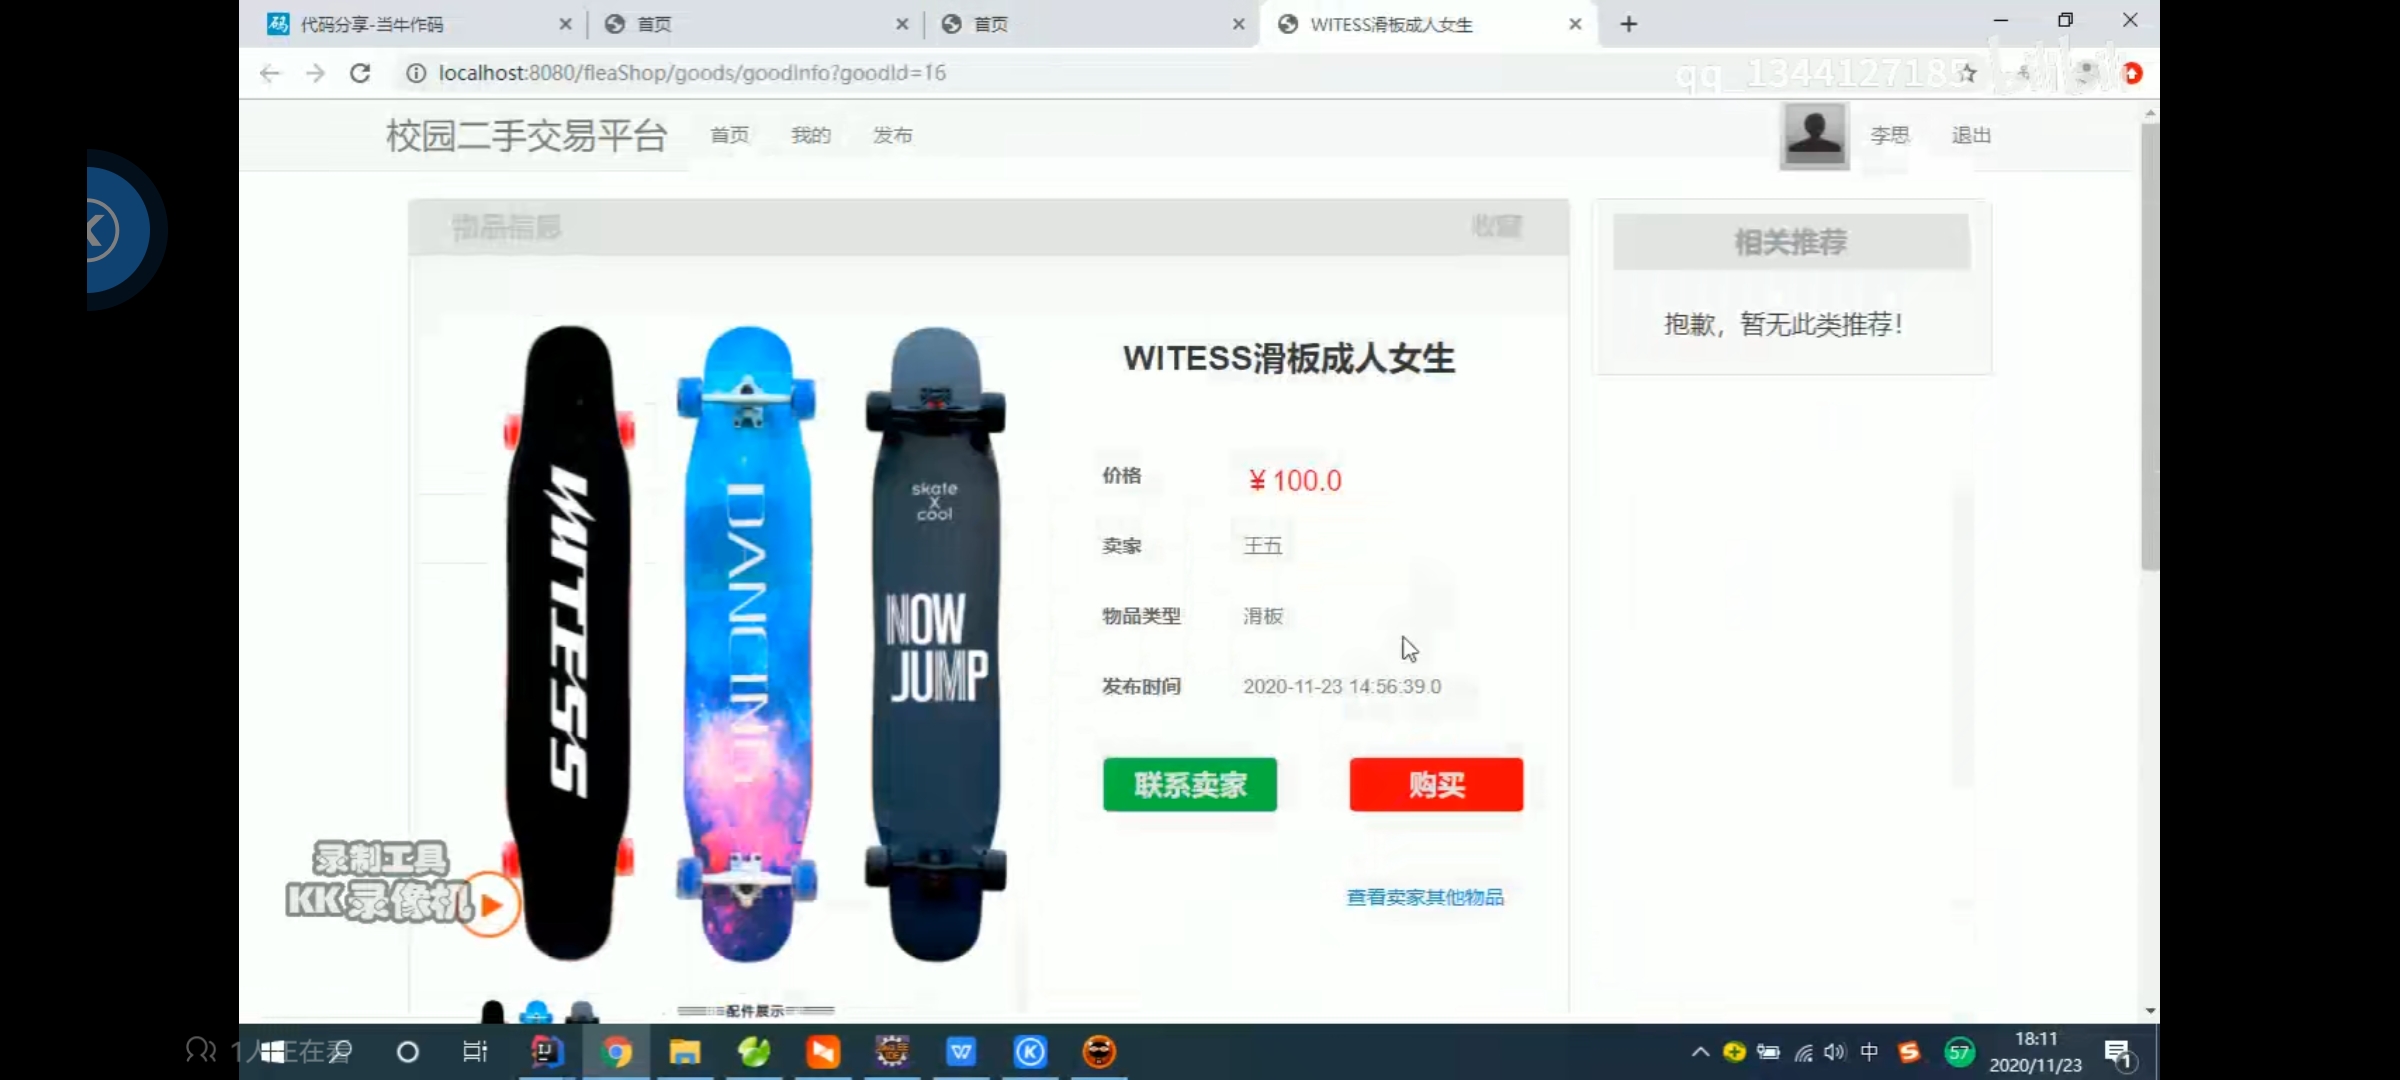 代码分享-当牛作码
首页
首页
WITESS滑板成人女生
localhost:8080/fleaShop/goods/goodInfo?goodId=16
qq_1344127185
校园二手交易平台
首页
我的
发布
李思
退出
物品信息
收藏
相关推荐
抱歉，暂无此类推荐！
WITESS
DANCING
skate
X
cool
NOW
JUMP
WITESS滑板成人女生
价格
￥100.0
卖家
王五
物品类型
滑板
发布时间
2020-11-23 14:56:39.0
联系卖家
购买
查看卖家其他物品
录制工具
KK录像机
配件展示
1人正在看
中
57
18:11
2020/11/23
1